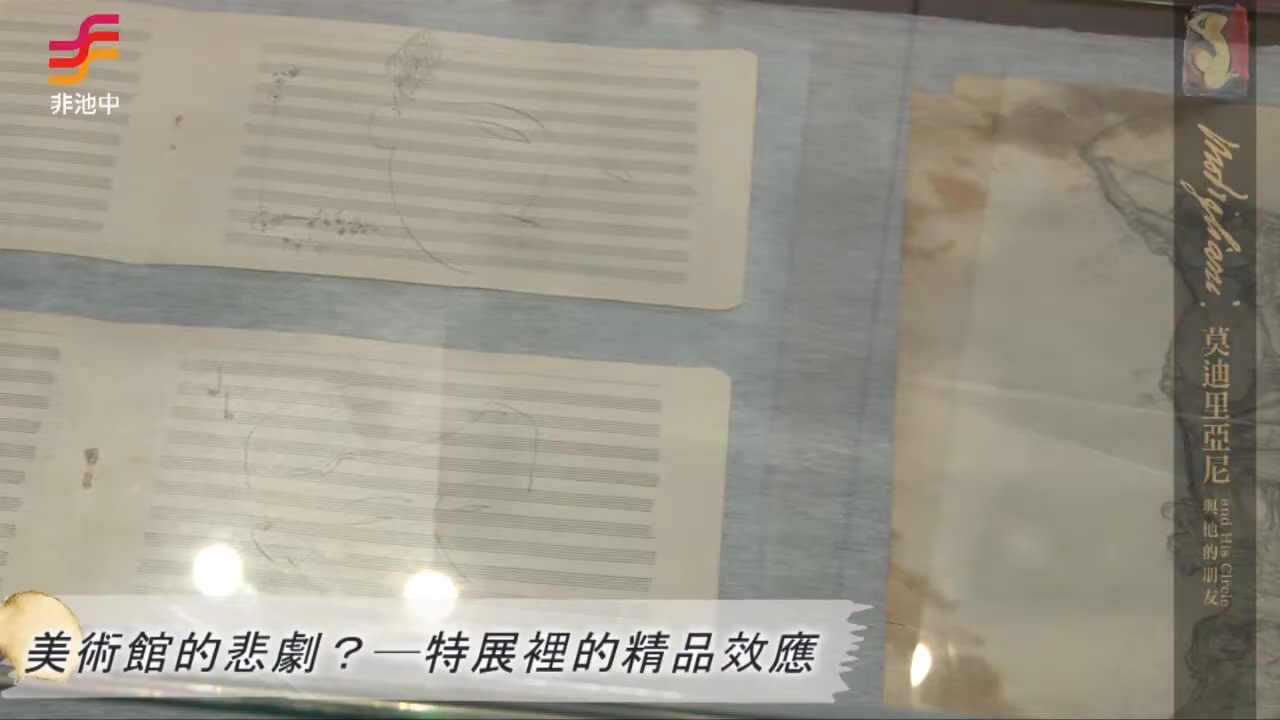 非池中
Modigliani:
莫迪里亞尼
and His Circle
與他的朋友
美術館的悲劇？—特展裡的精品效應